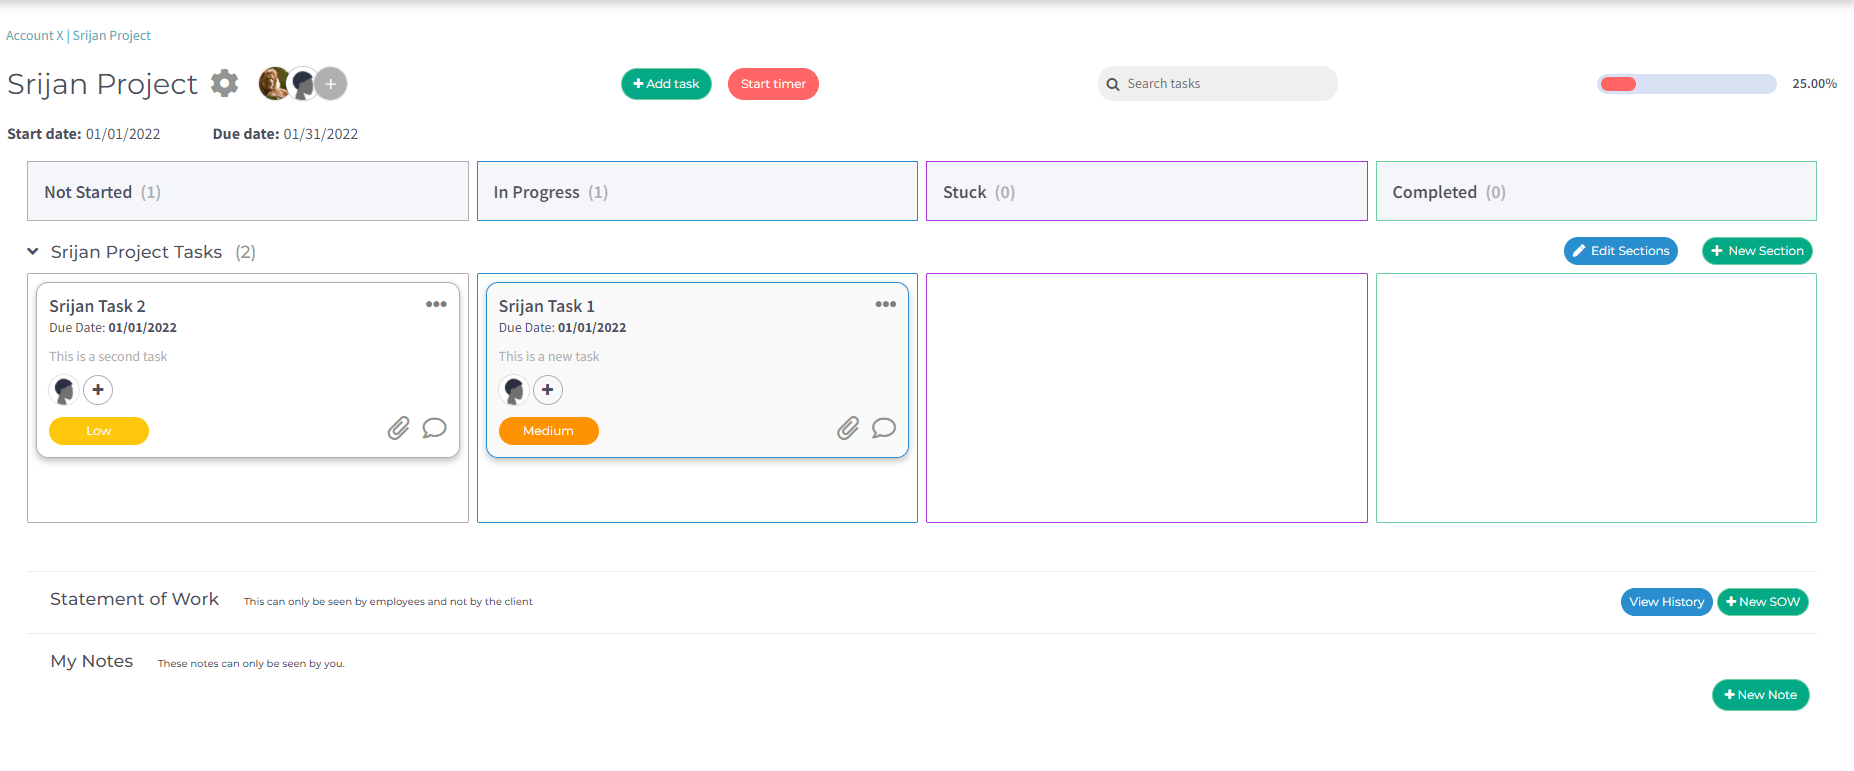 Account X | Srijan Project
Srijan Project
+ Add task
Start timer
Search tasks
25.00%
Start date: 01/01/2022
Due date: 01/31/2022
Not Started (1)
In Progress (1)
Stuck (0)
Completed (0)
Srijan Project Tasks (2)
Edit Sections
+ New Section
Srijan Task 2
Due Date: 01/01/2022
This is a second task
Low
Srijan Task 1
Due Date: 01/01/2022
This is a new task
Medium
Statement of Work
This can only be seen by employees and not by the client
View History
+ New SOW
My Notes
These notes can only be seen by you.
+ New Note